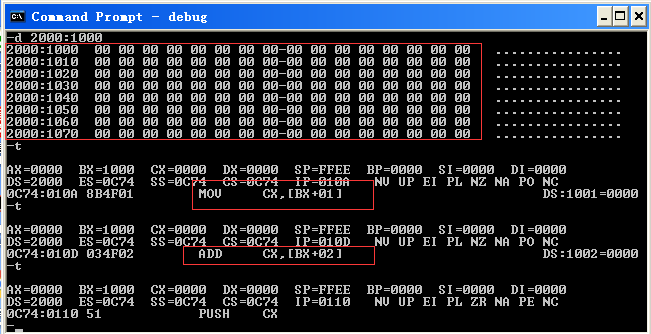 Command Prompt - debug
-d 2000:1000
2000:1000  00 00 00 00 00 00 00 00-00 00 00 00 00 00 00 00   ................
2000:1010  00 00 00 00 00 00 00 00-00 00 00 00 00 00 00 00   ................
2000:1020  00 00 00 00 00 00 00 00-00 00 00 00 00 00 00 00   ................
2000:1030  00 00 00 00 00 00 00 00-00 00 00 00 00 00 00 00   ................
2000:1040  00 00 00 00 00 00 00 00-00 00 00 00 00 00 00 00   ................
2000:1050  00 00 00 00 00 00 00 00-00 00 00 00 00 00 00 00   ................
2000:1060  00 00 00 00 00 00 00 00-00 00 00 00 00 00 00 00   ................
2000:1070  00 00 00 00 00 00 00 00-00 00 00 00 00 00 00 00   ................
-t
AX=0000  BX=1000  CX=0000  DX=0000  SP=FFEE  BP=0000  SI=0000  DI=0000
DS=2000  ES=0C74  SS=0C74  CS=0C74  IP=010A   NV UP EI PL NZ NA PO NC
0C74:010A 8B4F01        MOV     CX,[BX+01]                         DS:1001=0000
-t
AX=0000  BX=1000  CX=0000  DX=0000  SP=FFEE  BP=0000  SI=0000  DI=0000
DS=2000  ES=0C74  SS=0C74  CS=0C74  IP=010D   NV UP EI PL NZ NA PO NC
0C74:010D 034F02        ADD     CX,[BX+02]                         DS:1002=0000
-t
AX=0000  BX=1000  CX=0000  DX=0000  SP=FFEE  BP=0000  SI=0000  DI=0000
DS=2000  ES=0C74  SS=0C74  CS=0C74  IP=0110   NV UP EI PL ZR NA PE NC
0C74:0110 51            PUSH    CX
-